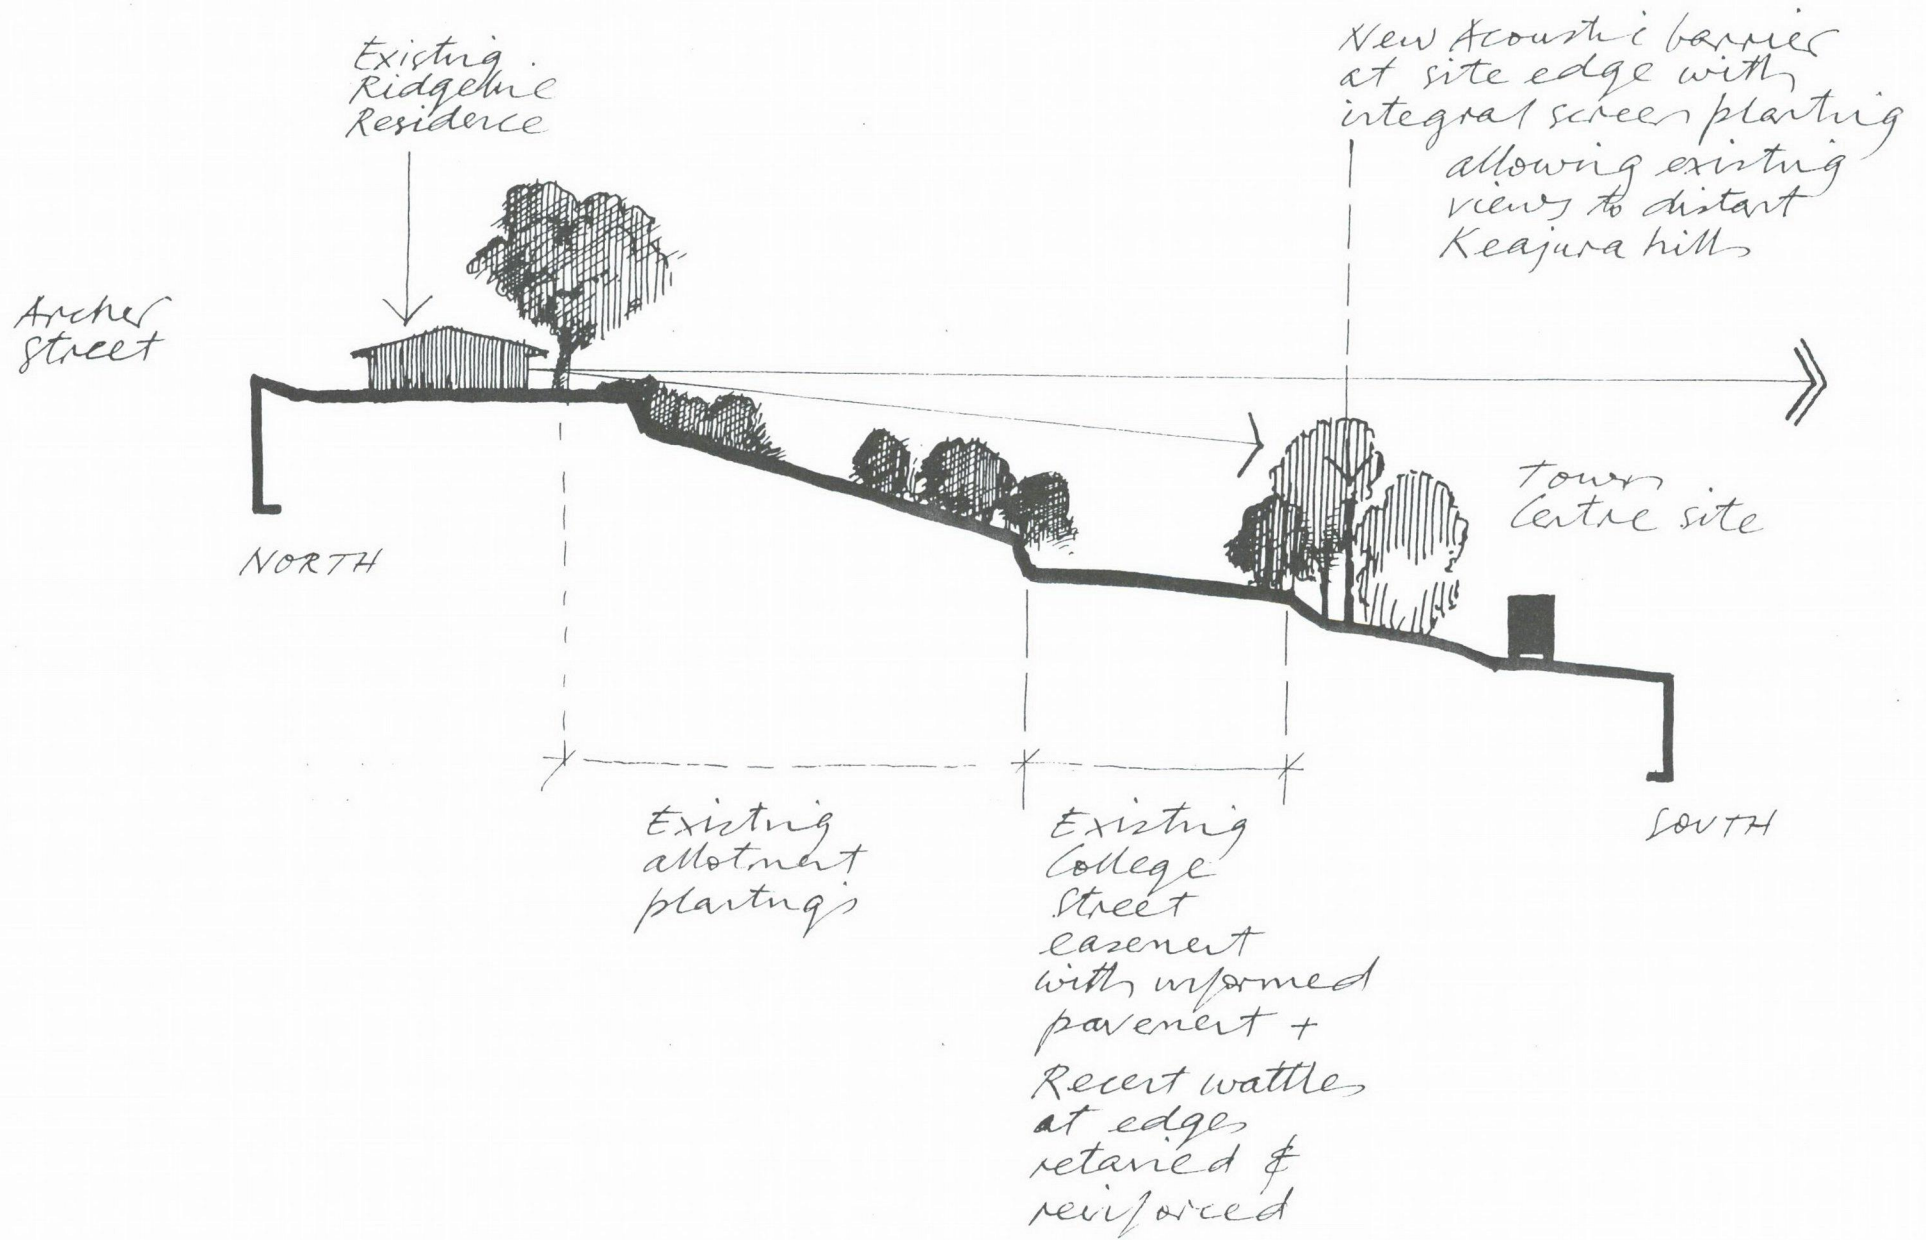 Existing
Ridgeline
Residence
New Acoustic barrier
at site edge with
integral screen planting
allowing existing
views to distant
Keajura hills
Archer
Street
Town
Centre site
NORTH
SOUTH
Existing
allotment
plantings
Existing
College
Street
easement
with unformed
pavement +
Recent wattles
at edges
retained &
reinforced